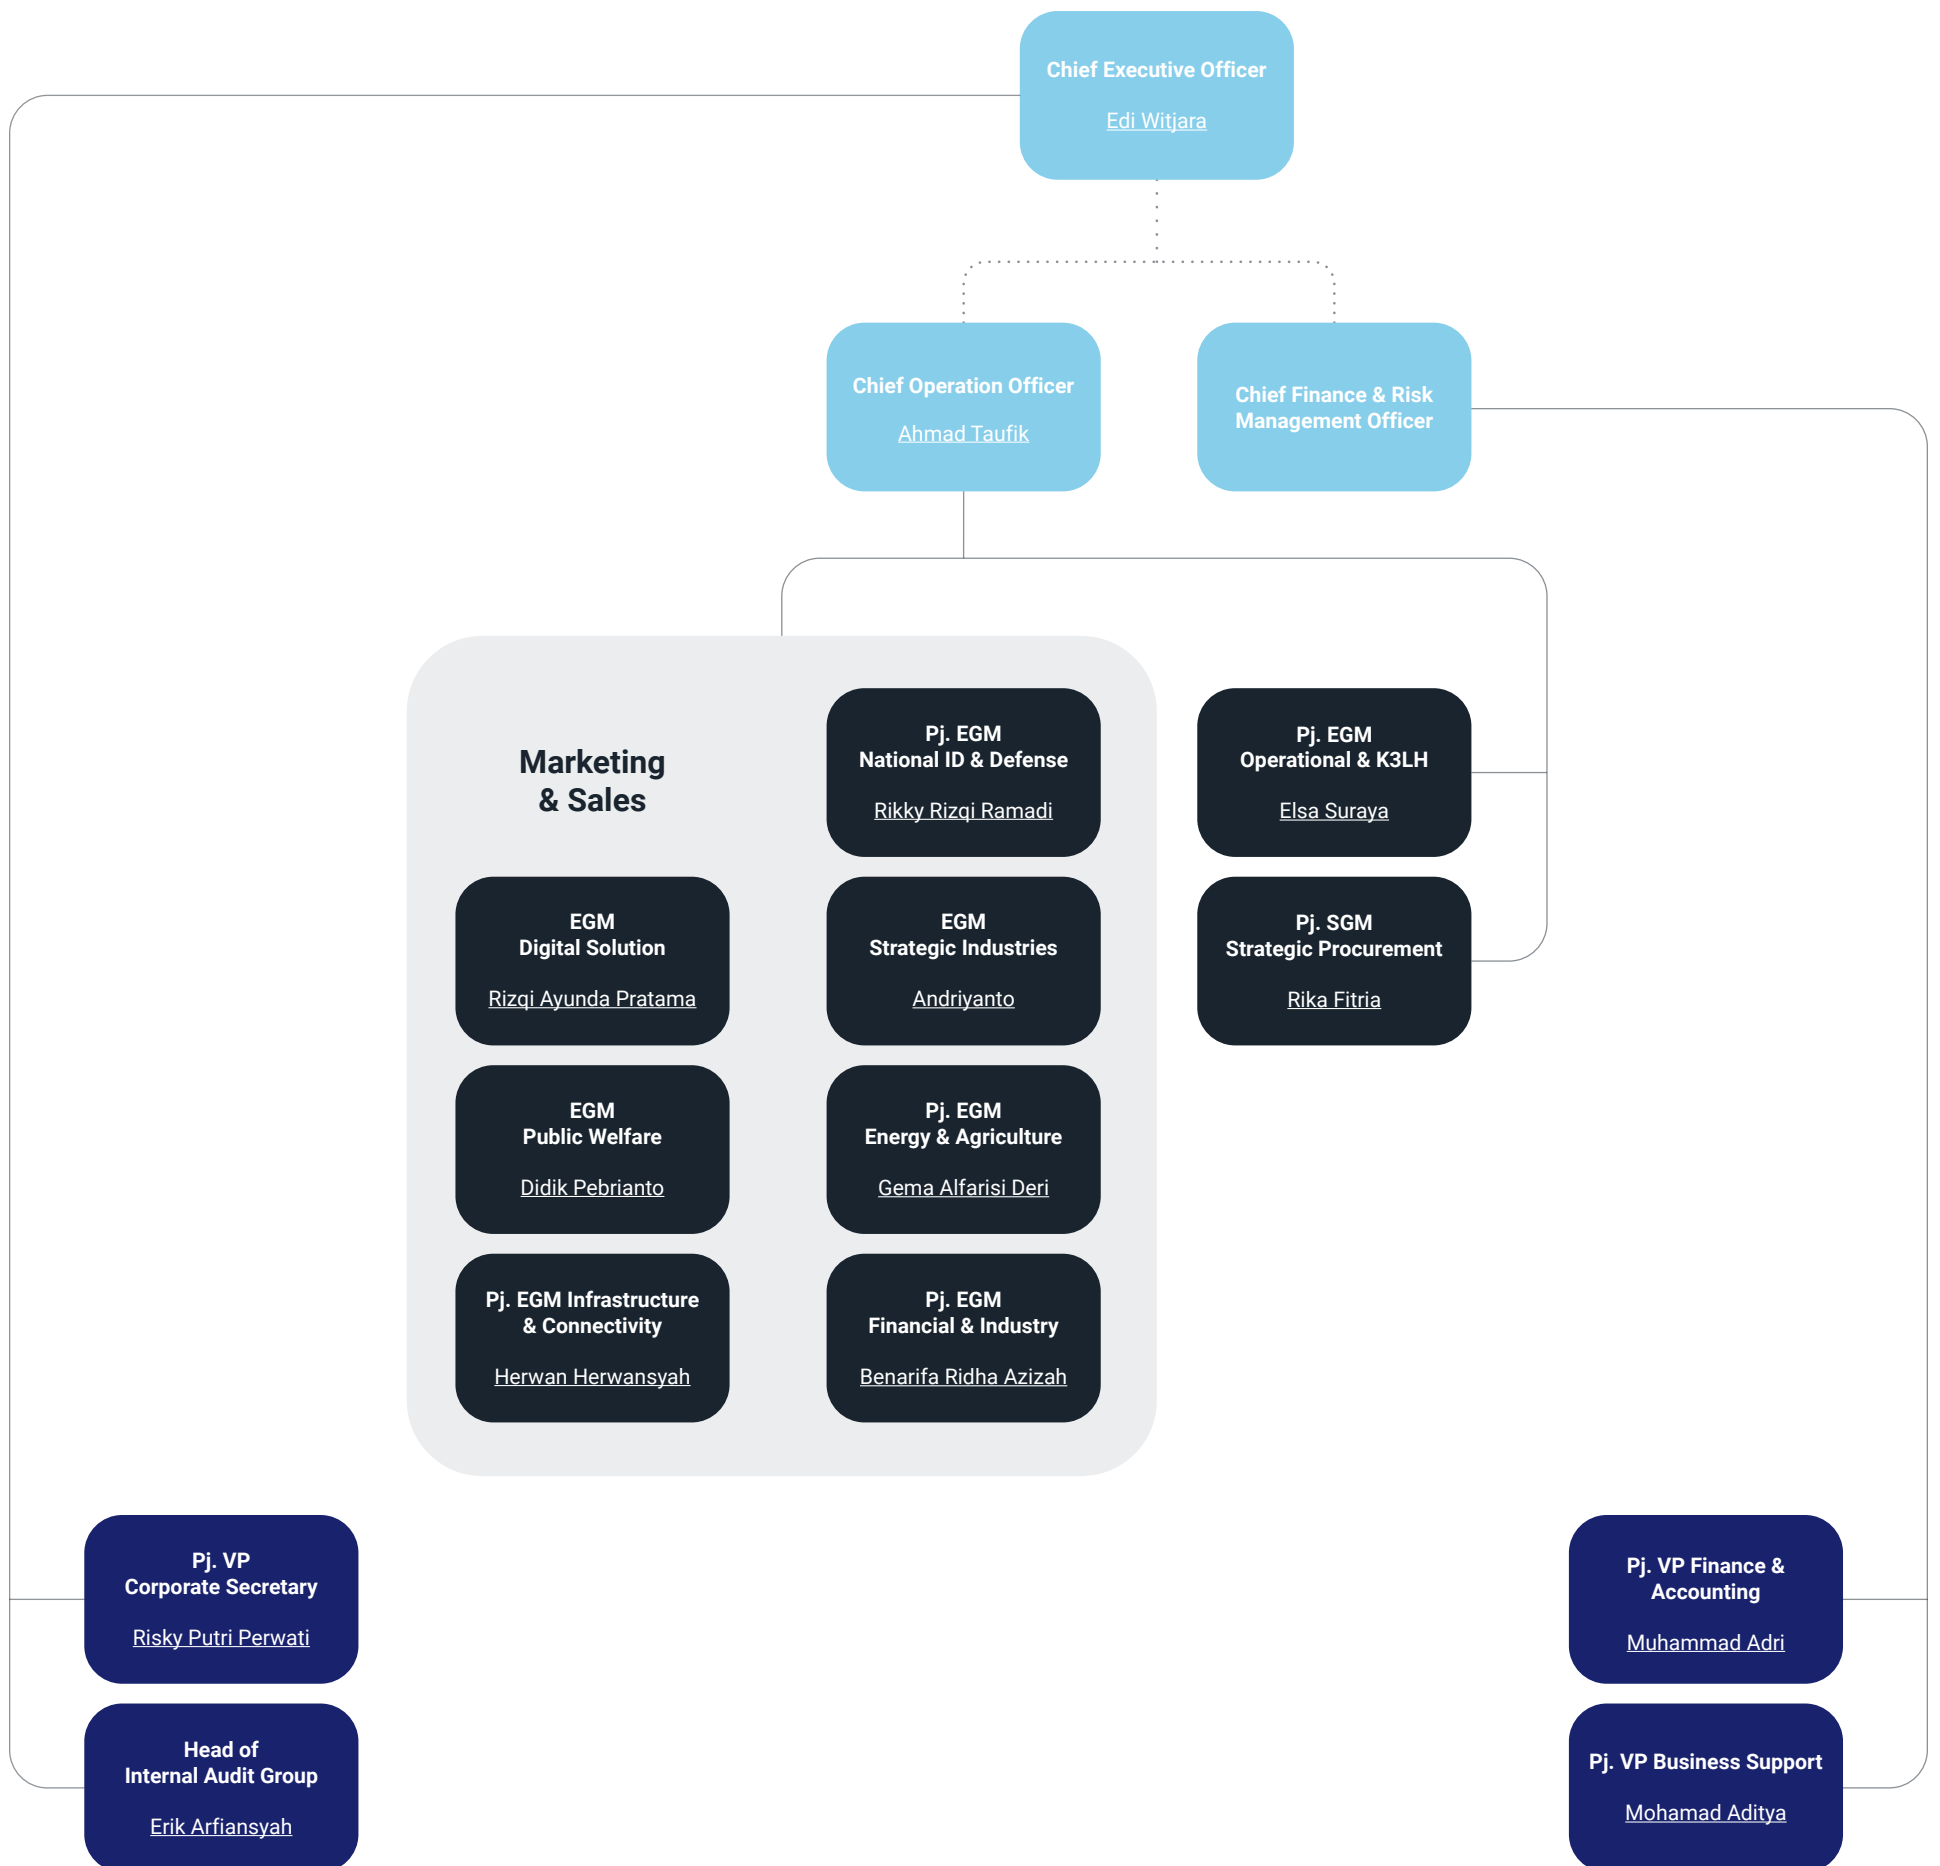 Chief Executive Officer
Edi Witjara
Chief Operation Officer
Ahmad Taufik
Chief Finance & Risk
Management Officer
Marketing
& Sales
Pj. EGM
National ID & Defense
Rikky Rizqi Ramadi
Pj. EGM
Operational & K3LH
Elsa Suraya
EGM
Digital Solution
Rizqi Ayunda Pratama
EGM
Strategic Industries
Andriyanto
Pj. SGM
Strategic Procurement
Rika Fitria
EGM
Public Welfare
Didik Pebrianto
Pj. EGM
Energy & Agriculture
Gema Alfarisi Deri
Pj. EGM Infrastructure
& Connectivity
Herwan Herwansyah
Pj. EGM
Financial & Industry
Benarifa Ridha Azizah
Pj. VP
Corporate Secretary
Risky Putri Perwati
Pj. VP Finance &
Accounting
Muhammad Adri
Head of
Internal Audit Group
Erik Arfiansyah
Pj. VP Business Support
Mohamad Aditya